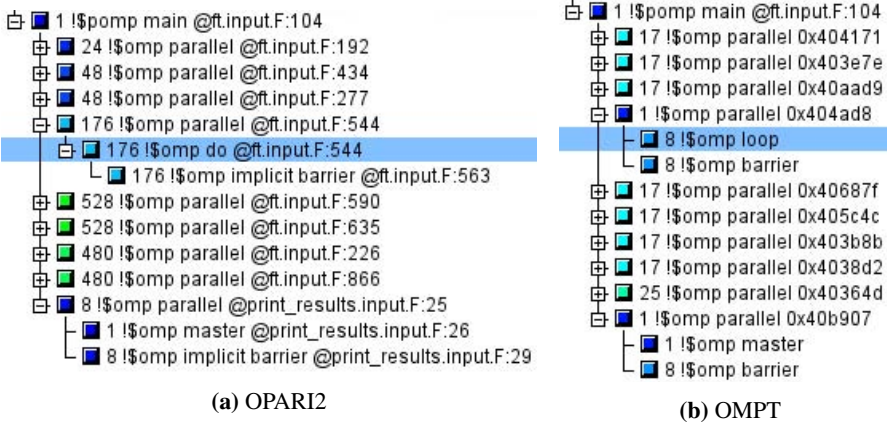 1 !$pomp main @ft.input.F:104
24 !$omp parallel @ft.input.F:192
48 !$omp parallel @ft.input.F:434
48 !$omp parallel @ft.input.F:277
176 !$omp parallel @ft.input.F:544
176 !$omp do @ft.input.F:544
176 !$omp implicit barrier @ft.input.F:563
528 !$omp parallel @ft.input.F:590
528 !$omp parallel @ft.input.F:635
480 !$omp parallel @ft.input.F:226
480 !$omp parallel @ft.input.F:866
8 !$omp parallel @print_results.input.F:25
1 !$omp master @print_results.input.F:26
8 !$omp implicit barrier @print_results.input.F:29
(a) OPARI2
1 !$pomp main @ft.input.F:104
17 !$omp parallel 0x404171
17 !$omp parallel 0x403e7e
17 !$omp parallel 0x40aad9
1 !$omp parallel 0x404ad8
8 !$omp loop
8 !$omp barrier
17 !$omp parallel 0x40687f
17 !$omp parallel 0x405c4c
17 !$omp parallel 0x403b8b
17 !$omp parallel 0x4038d2
25 !$omp parallel 0x40364d
1 !$omp parallel 0x40b907
1 !$omp master
8 !$omp barrier
(b) OMPT